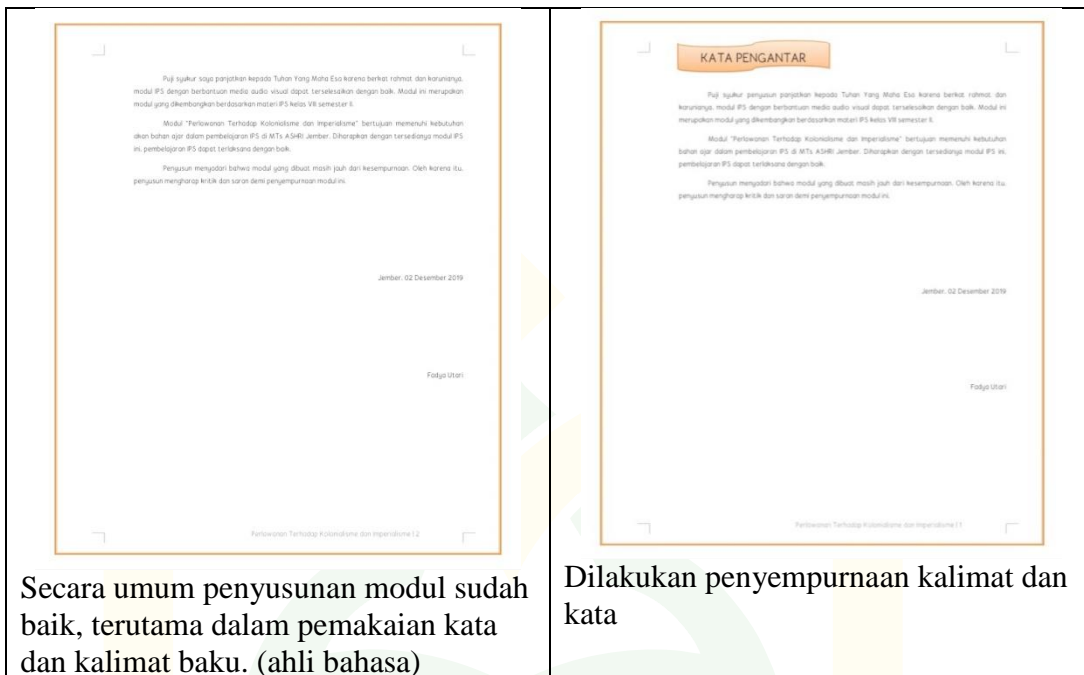 Puji syukur saya panjatkan kepada Tuhan Yang Maha Esa karena berkat rahmat dan karunianya,
modul IPS dengan berbantuan media audio visual dapat terselesaikan dengan baik. Modul ini merupakan
modul yang dikembangkan berdasarkan materi IPS kelas VIII semester II.
Modul "Perlawanan Terhadap Kolonialisme dan Imperialisme" bertujuan memenuhi kebutuhan
akan bahan ajar dalam pembelajaran IPS di MTs ASHRI Jember. Diharapkan dengan tersedianya modul IPS
ini, pembelajaran IPS dapat terlaksana dengan baik.
Penyusun menyadari bahwa modul yang dibuat masih jauh dari kesempurnaan. Oleh karena itu,
penyusun mengharap kritik dan saran demi penyempurnaan modul ini.
Jember, 02 Desember 2019
Fadya Utari
Perlawanan Terhadap Kolonialisme dan Imperialisme | 2
Secara umum penyusunan modul sudah
baik, terutama dalam pemakaian kata
dan kalimat baku. (ahli bahasa)
KATA PENGANTAR
Puji syukur penyusun panjatkan kepada Tuhan Yang Maha Esa karena berkat rahmat dan
karunianya, modul IPS dengan berbantuan media audio visual dapat terselesaikan dengan baik. Modul ini
merupakan modul yang dikembangkan berdasarkan materi IPS kelas VIII semester II.
Modul "Perlawanan Terhadap Kolonialisme dan Imperialisme" bertujuan memenuhi kebutuhan
bahan ajar dalam pembelajaran IPS di MTs ASHRI Jember. Diharapkan dengan tersedianya modul IPS ini,
pembelajaran IPS dapat terlaksana dengan baik.
Penyusun menyadari bahwa modul yang dibuat masih jauh dari kesempurnaan. Oleh karena itu,
penyusun mengharap kritik dan saran demi penyempurnaan modul ini.
Jember, 02 Desember 2019
Fadya Utari
Perlawanan Terhadap Kolonialisme dan Imperialisme | 1
Dilakukan penyempurnaan kalimat dan
kata